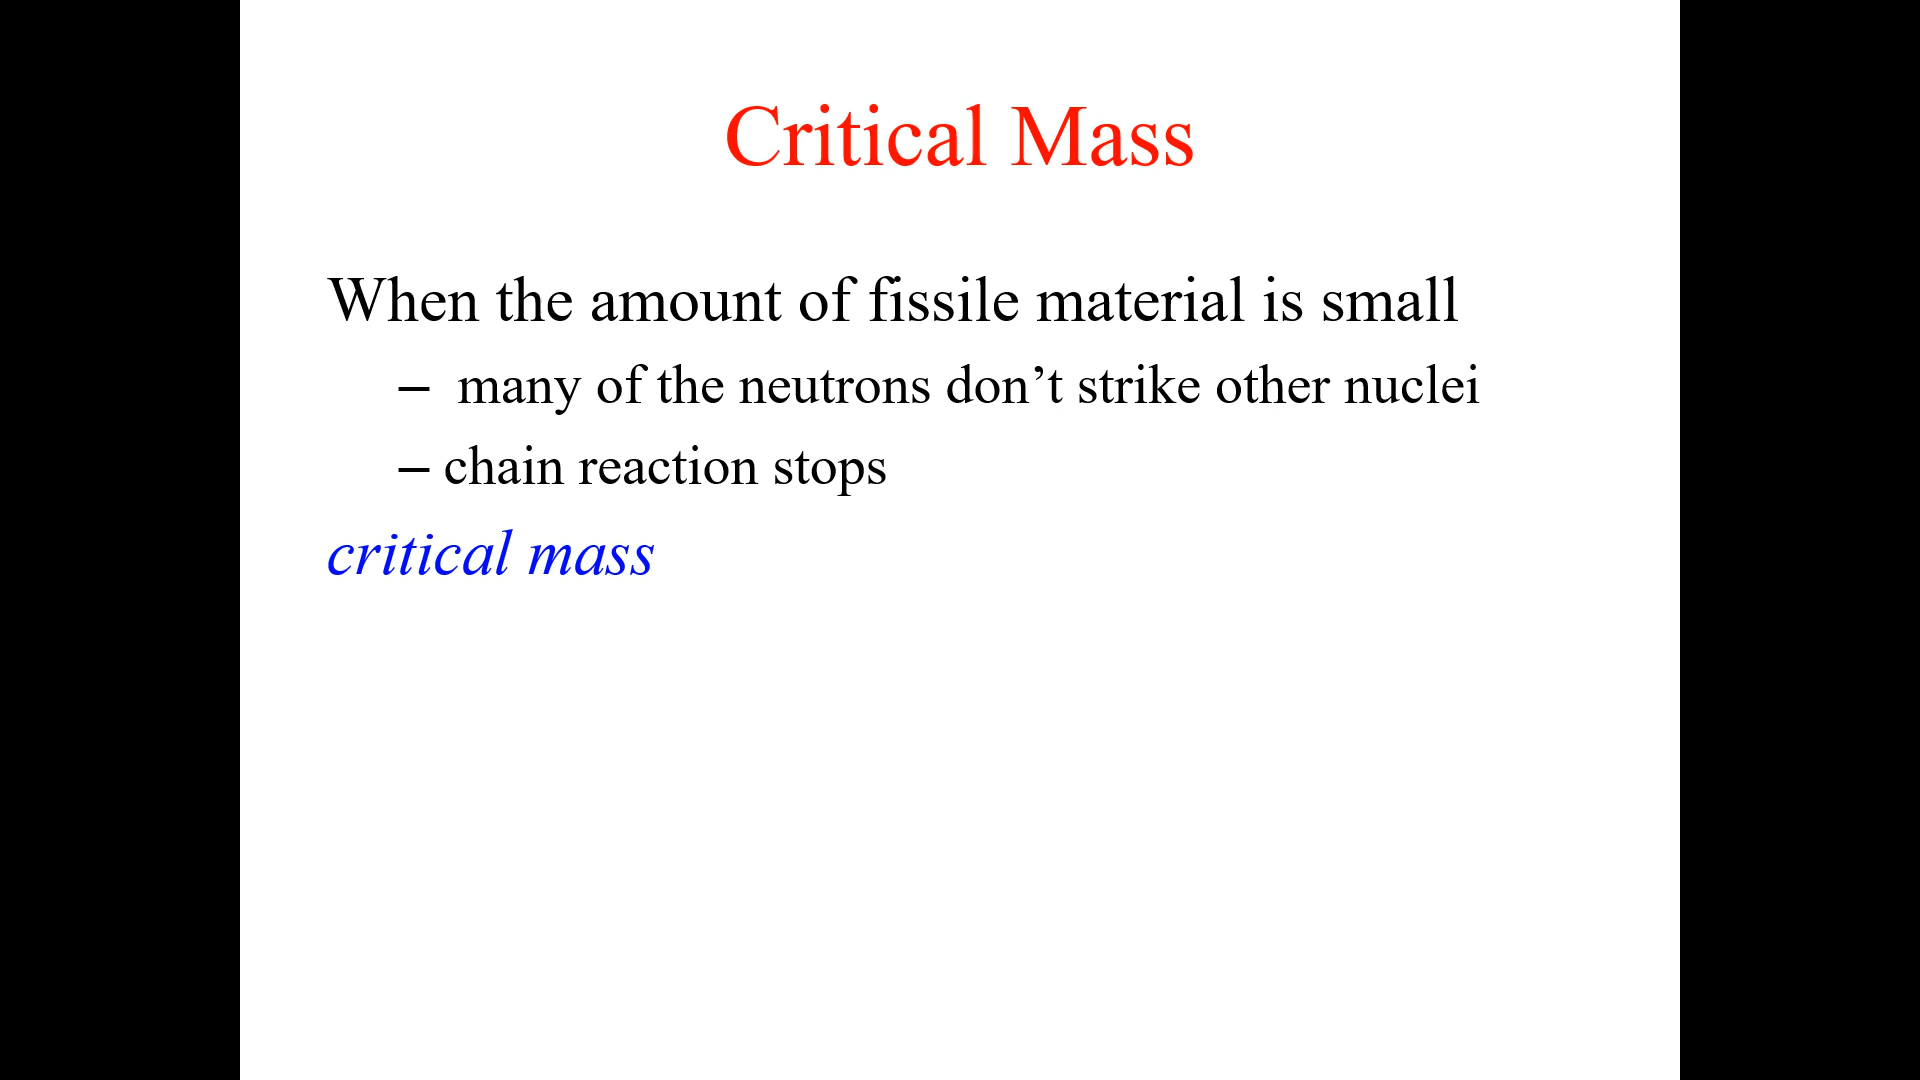 Critical Mass
When the amount of fissile material is small
– many of the neutrons don’t strike other nuclei
– chain reaction stops
critical mass